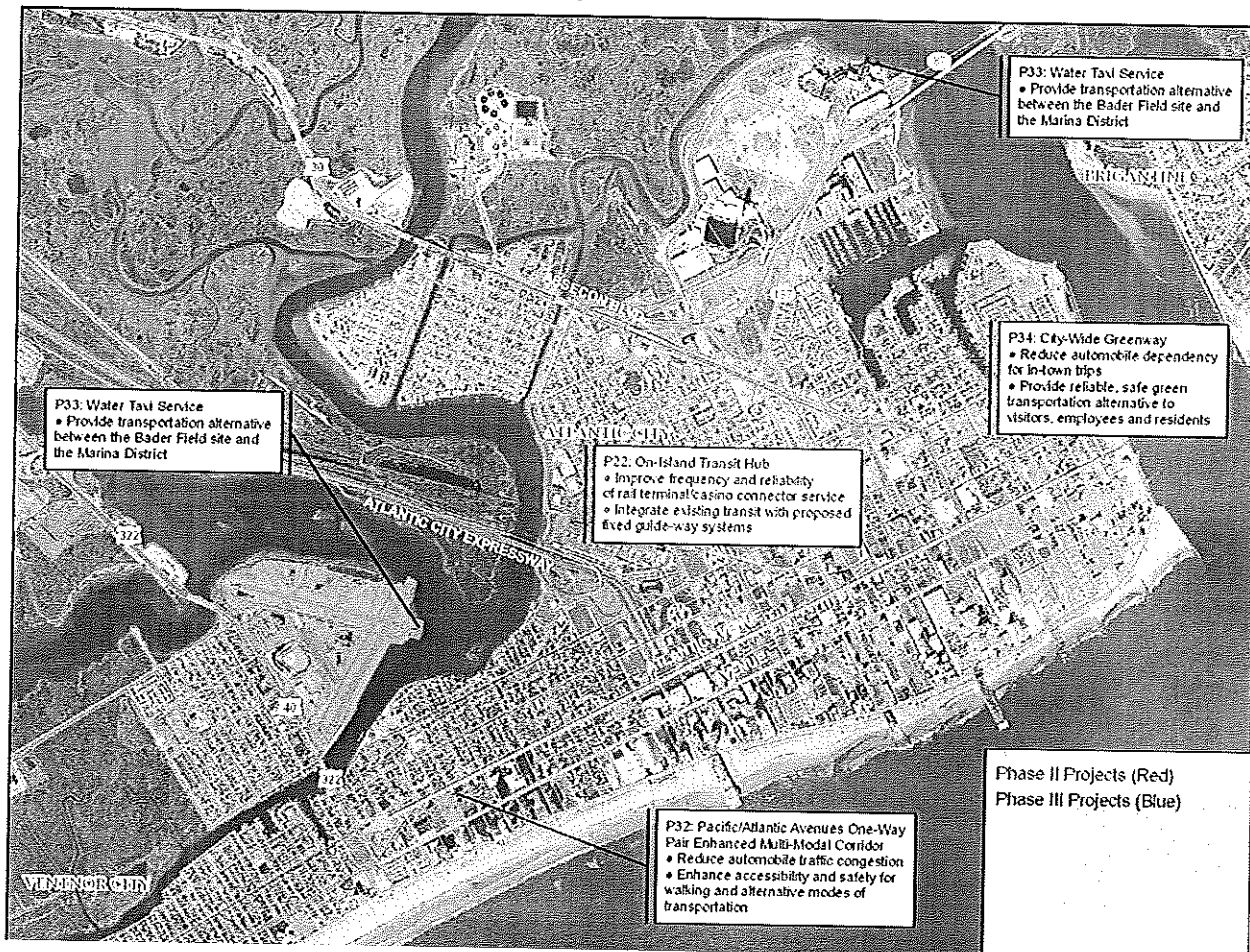 P33: Water Taxi Service
• Provide transportation alternative
between the Bader Field site and
the Marina District
BRIGANTINE
30
SECONDARY
P34: City-Wide Greenway
• Reduce automobile dependency
for in-town trips
• Provide reliable, safe green
transportation alternative to
visitors, employees and residents
P33: Water Taxi Service
• Provide transportation alternative
between the Bader Field site and
the Marina District
ATLANTIC CITY
P22: On-Island Transit Hub
• Improve frequency and reliability
of rail terminal/casino connector service
• Integrate existing transit with proposed
fixed guide-way systems
ATLANTIC CITY EXPRESSWAY
322
40
322
Phase II Projects (Red)
Phase III Projects (Blue)
P32: Pacific/Atlantic Avenues One-Way
Pair Enhanced Multi-Modal Corridor
• Reduce automobile traffic congestion
• Enhance accessibility and safety for
walking and alternative modes of
transportation
VENTNOR CITY